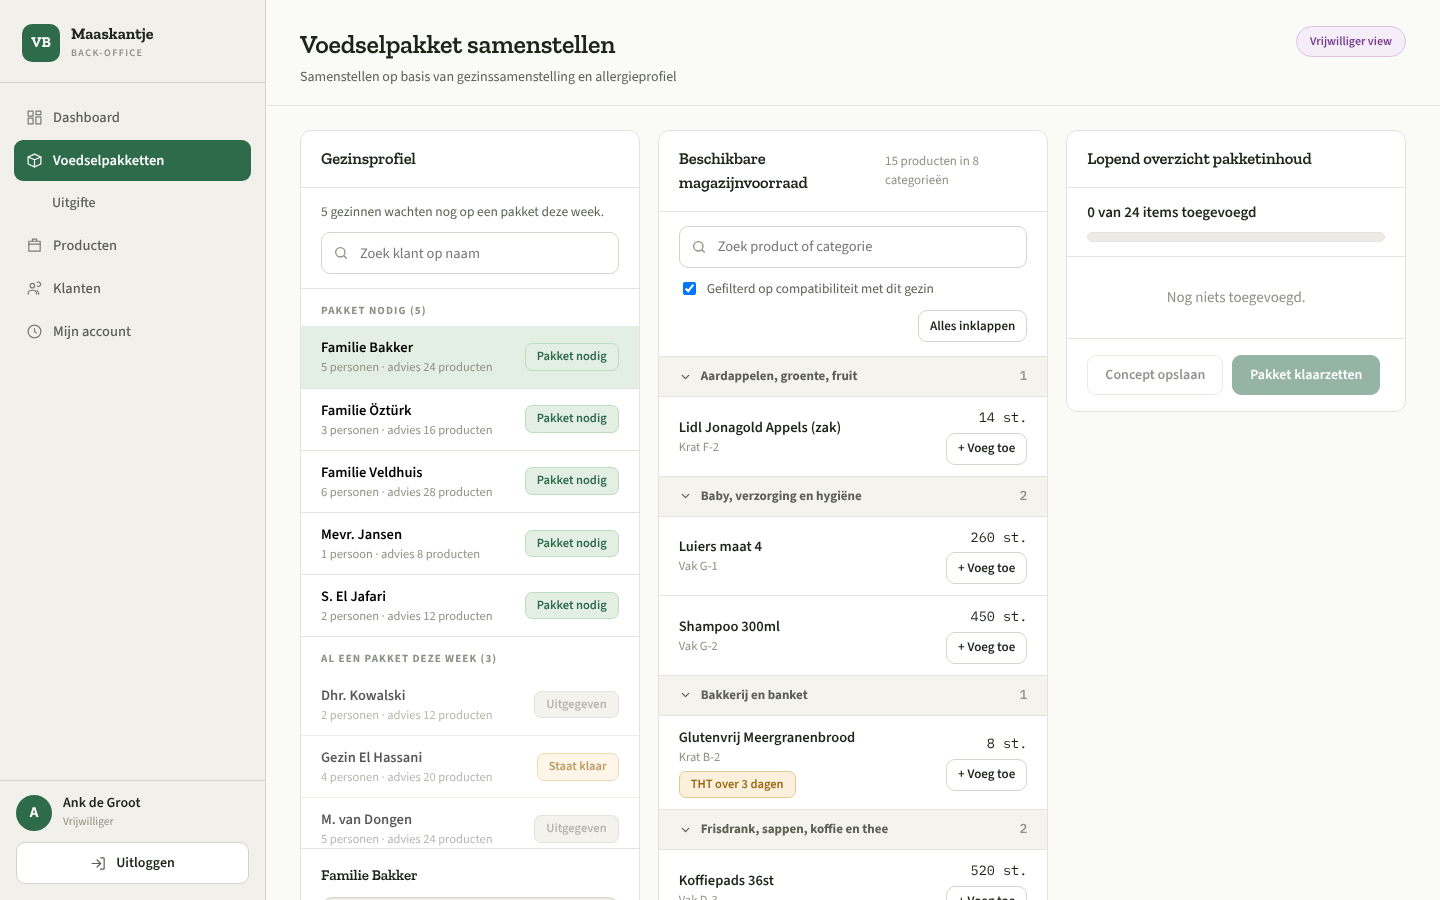 VB
Maaskantje
BACK-OFFICE
Dashboard
Voedselpakketten
Uitgifte
Producten
Klanten
Mijn account
A
Ank de Groot
Vrijwilliger
Uitloggen
Voedselpakket samenstellen
Samenstellen op basis van gezinssamenstelling en allergieprofiel
Vrijwilliger view
Gezinsprofiel
5 gezinnen wachten nog op een pakket deze week.
Zoek klant op naam
PAKKET NODIG (5)
Familie Bakker
5 personen · advies 24 producten
Pakket nodig
Familie Öztürk
3 personen · advies 16 producten
Pakket nodig
Familie Veldhuis
6 personen · advies 28 producten
Pakket nodig
Mevr. Jansen
1 persoon · advies 8 producten
Pakket nodig
S. El Jafari
2 personen · advies 12 producten
Pakket nodig
AL EEN PAKKET DEZE WEEK (3)
Dhr. Kowalski
2 personen · advies 12 producten
Uitgegeven
Gezin El Hassani
4 personen · advies 20 producten
Staat klaar
M. van Dongen
5 personen · advies 24 producten
Uitgegeven
Familie Bakker
Beschikbare
magazijnvoorraad
15 producten in 8
categorieën
Zoek product of categorie
Gefilterd op compatibiliteit met dit gezin
Alles inklappen
Aardappelen, groente, fruit 1
Lidl Jonagold Appels (zak)
Krat F-2
14 st.
+ Voeg toe
Baby, verzorging en hygiëne 2
Luiers maat 4
Vak G-1
260 st.
+ Voeg toe
Shampoo 300ml
Vak G-2
450 st.
+ Voeg toe
Bakkerij en banket 1
Glutenvrij Meergranenbrood
Krat B-2
THT over 3 dagen
8 st.
+ Voeg toe
Frisdrank, sappen, koffie en thee 2
Koffiepads 36st
Vak D-3
520 st.
+ Voeg toe
Lopend overzicht pakketinhoud
0 van 24 items toegevoegd
Nog niets toegevoegd.
Concept opslaan
Pakket klaarzetten